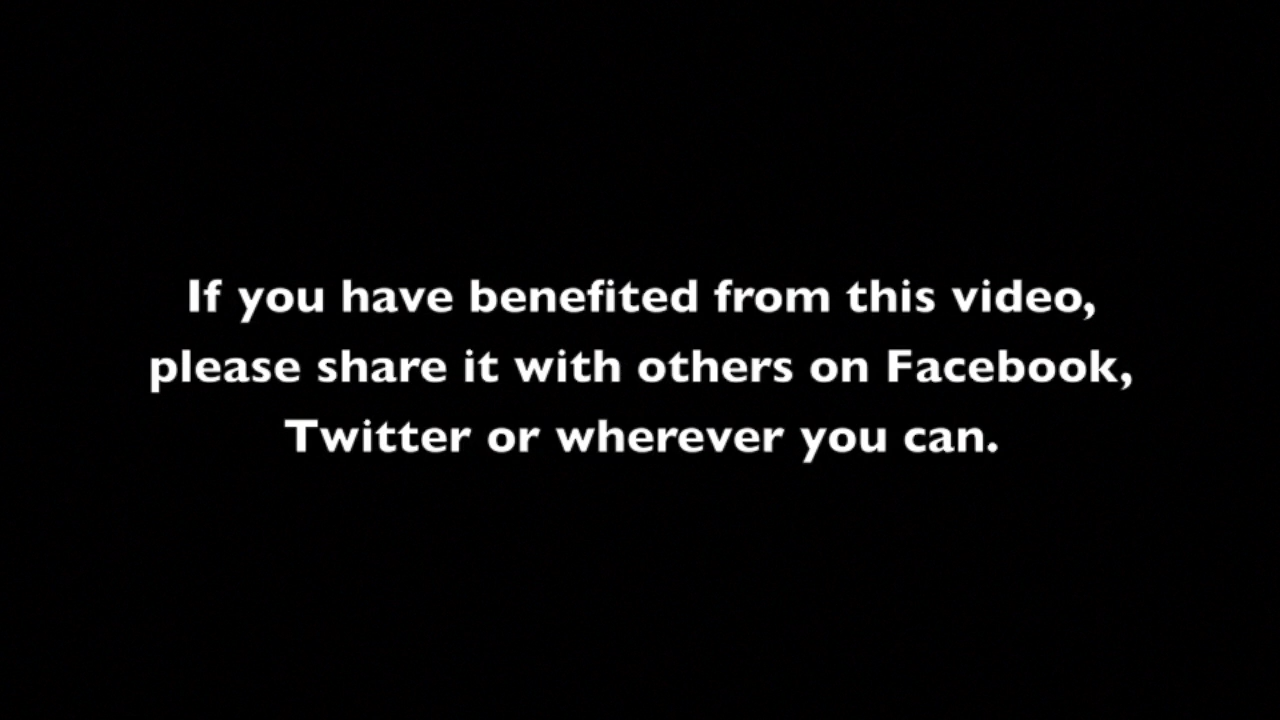 If you have benefited from this video,
please share it with others on Facebook,
Twitter or wherever you can.